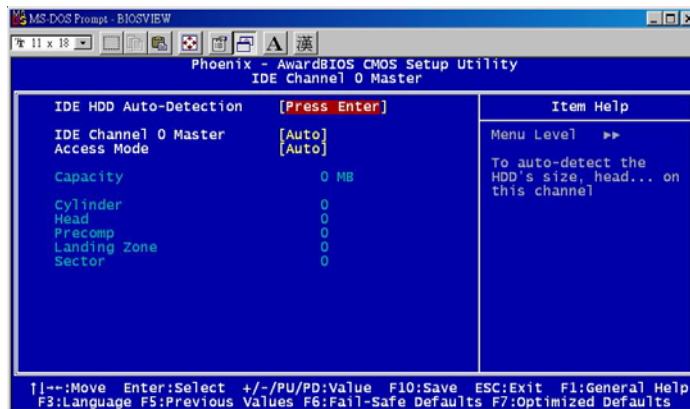 MS-DOS Prompt - BIOSVIEW
Tr 11 x 18
A 漢
Phoenix - AwardBIOS CMOS Setup Utility
IDE Channel 0 Master
IDE HDD Auto-Detection [Press Enter]
Item Help
IDE Channel 0 Master [Auto]
Access Mode [Auto]
Menu Level ▸▸
Capacity 0 MB
To auto-detect the
HDD's size, head... on
this channel
Cylinder 0
Head 0
Precomp 0
Landing Zone 0
Sector 0
↑↓→←:Move Enter:Select +/-/PU/PD:Value F10:Save ESC:Exit F1:General Help
F3:Language F5:Previous Values F6:Fail-Safe Defaults F7:Optimized Defaults